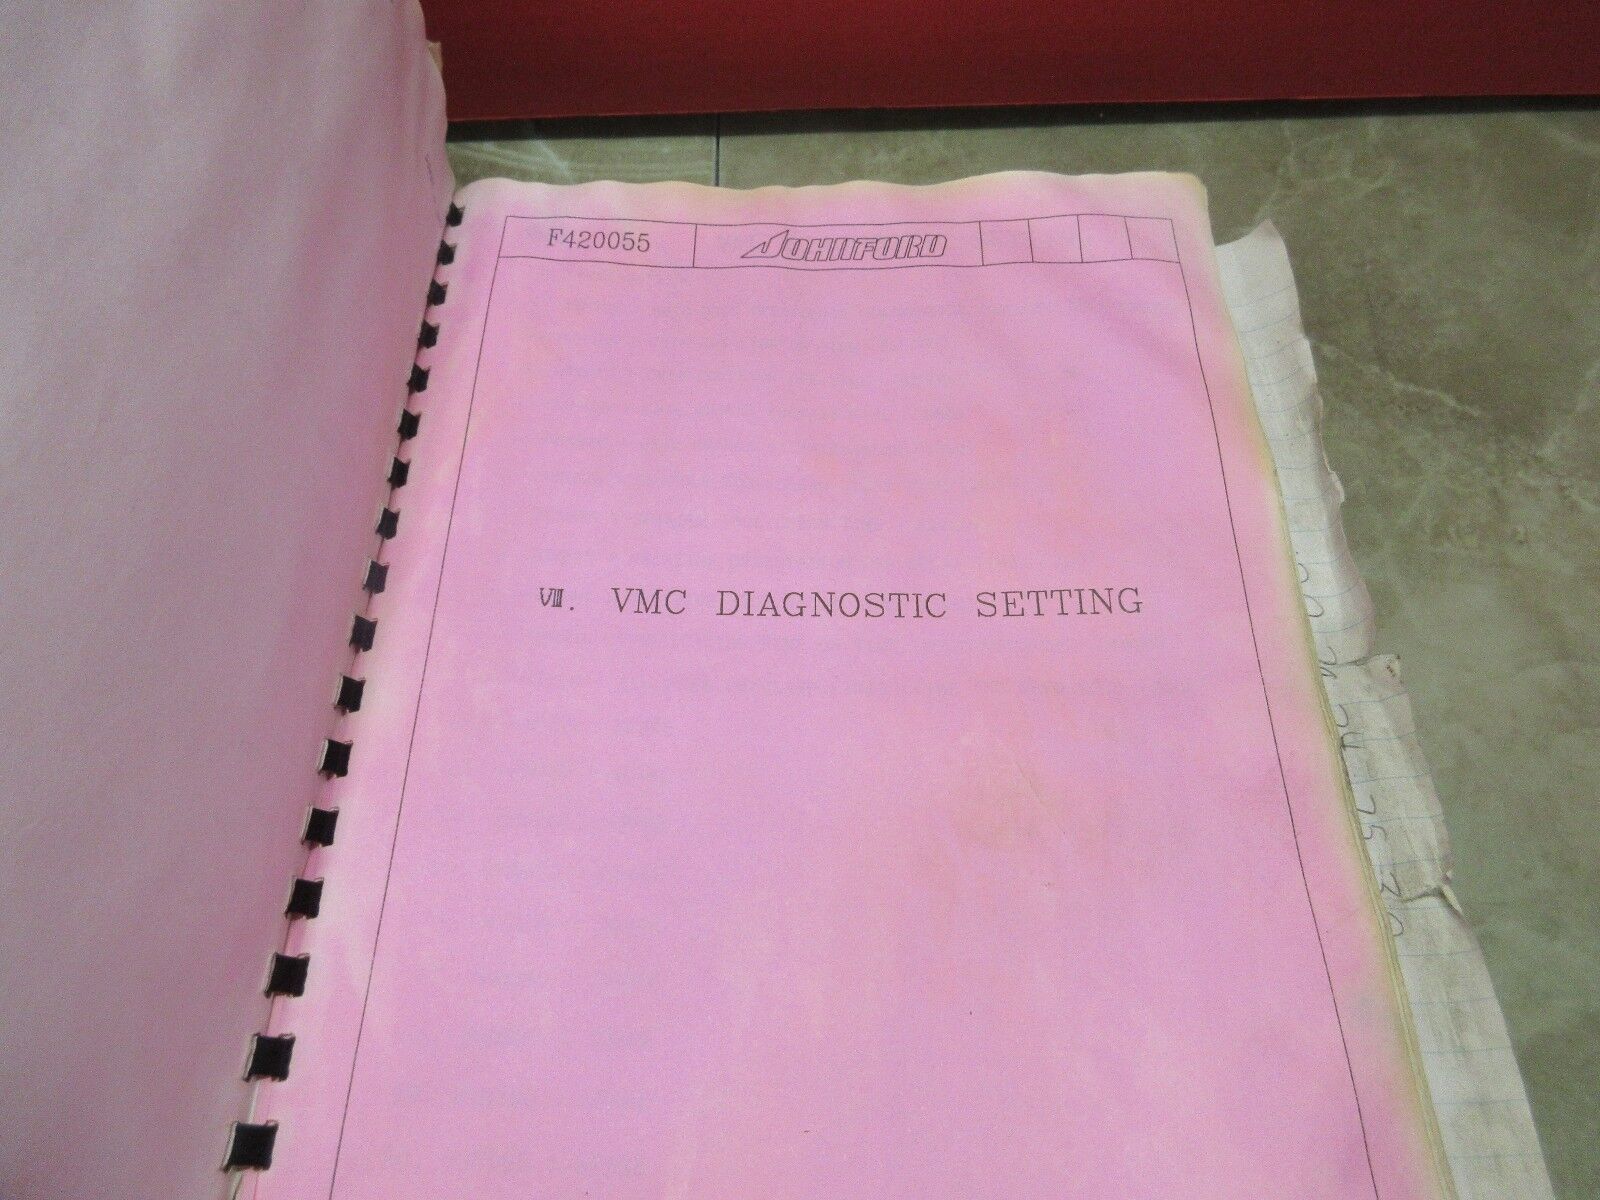 F420055 JOHNFORD
Ⅷ. VMC DIAGNOSTIC SETTING